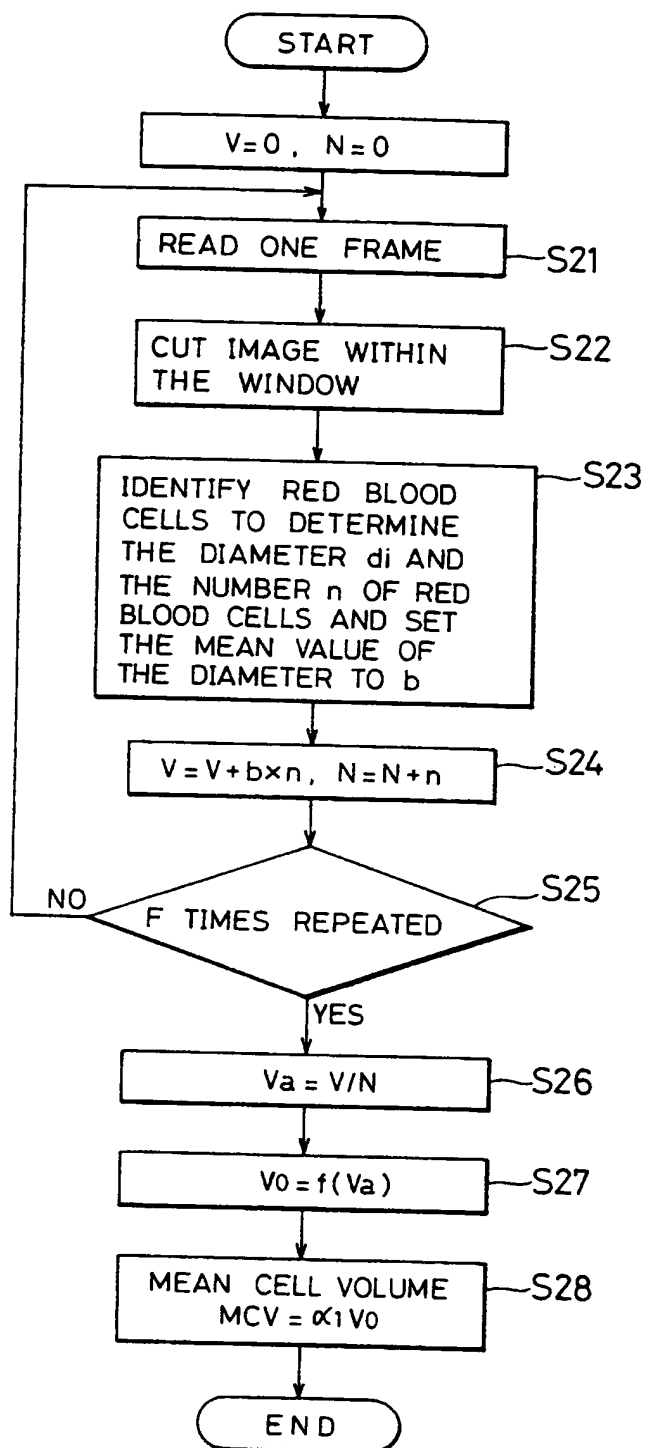 START
V=0, N=0
READ ONE FRAME
S21
CUT IMAGE WITHIN
THE WINDOW
S22
IDENTIFY RED BLOOD
CELLS TO DETERMINE
THE DIAMETER di AND
THE NUMBER n OF RED
BLOOD CELLS AND SET
THE MEAN VALUE OF
THE DIAMETER TO b
S23
V=V+b×n, N=N+n
S24
F TIMES REPEATED
S25
NO
YES
Va = V/N
S26
V0=f(Va)
S27
MEAN CELL VOLUME
MCV = α1V0
S28
END